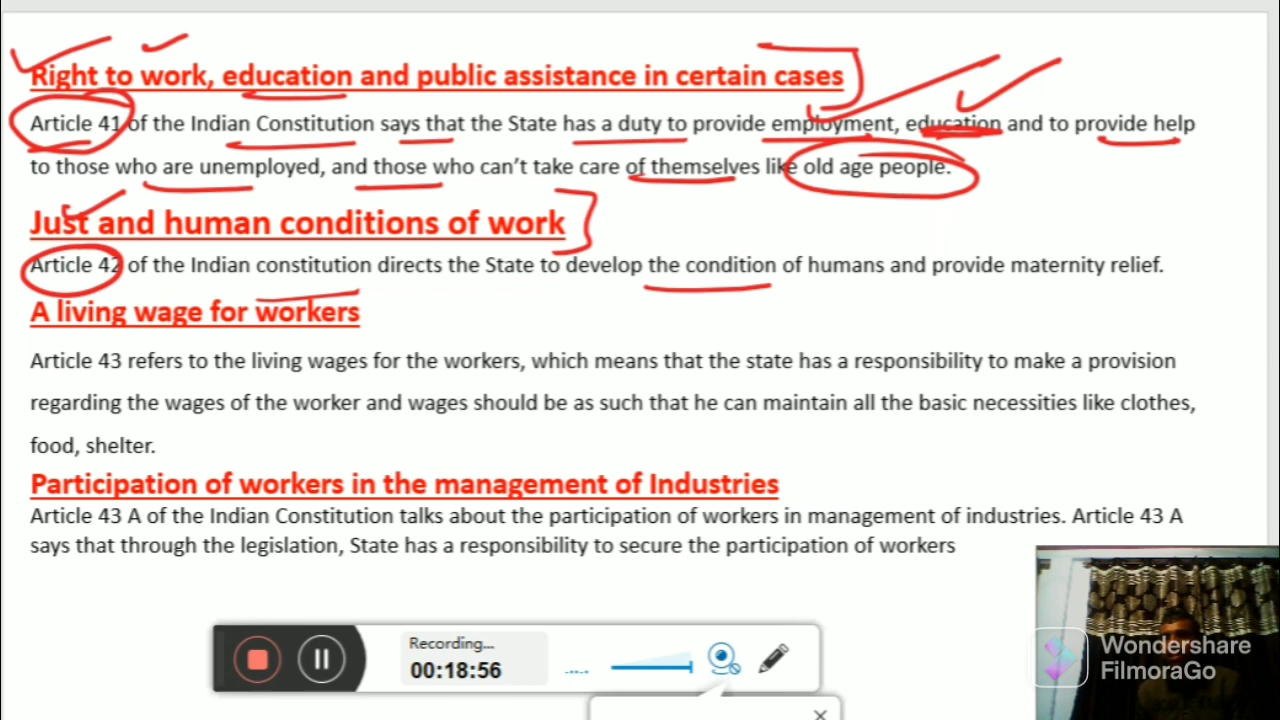 Right to work, education and public assistance in certain cases
Article 41 of the Indian Constitution says that the State has a duty to provide employment, education and to provide help
to those who are unemployed, and those who can't take care of themselves like old age people.
Just and human conditions of work
Article 42 of the Indian constitution directs the State to develop the condition of humans and provide maternity relief.
A living wage for workers
Article 43 refers to the living wages for the workers, which means that the state has a responsibility to make a provision
regarding the wages of the worker and wages should be as such that he can maintain all the basic necessities like clothes,
food, shelter.
Participation of workers in the management of Industries
Article 43 A of the Indian Constitution talks about the participation of workers in management of industries. Article 43 A
says that through the legislation, State has a responsibility to secure the participation of workers
Recording...
00:18:56
Wondershare
FilmoraGo